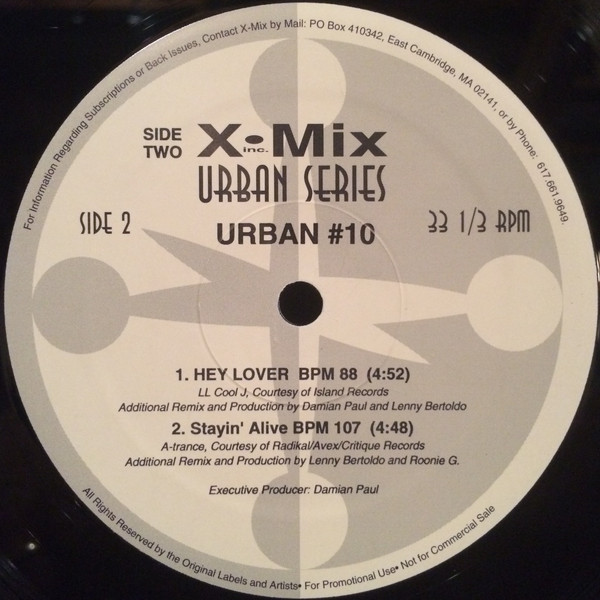 For Information Regarding Subscriptions or Back Issues, Contact X-Mix by Mail: PO Box 410342, East Cambridge, MA 02141, or by Phone: 617.661.9649.
SIDE TWO
X•Mix
inc.
URBAN SERIES
SIDE 2
URBAN #10
33 1/3 RPM
1. HEY LOVER BPM 88 (4:52)
LL Cool J, Courtesy of Island Records
Additional Remix and Production by Damian Paul and Lenny Bertoldo
2. Stayin' Alive BPM 107 (4:48)
A-trance, Courtesy of Radikal/Avex/Critique Records
Additional Remix and Production by Lenny Bertoldo and Roonie G.
Executive Producer: Damian Paul
All Rights Reserved by the Original Labels and Artists• For Promotional Use• Not for Commercial Sale